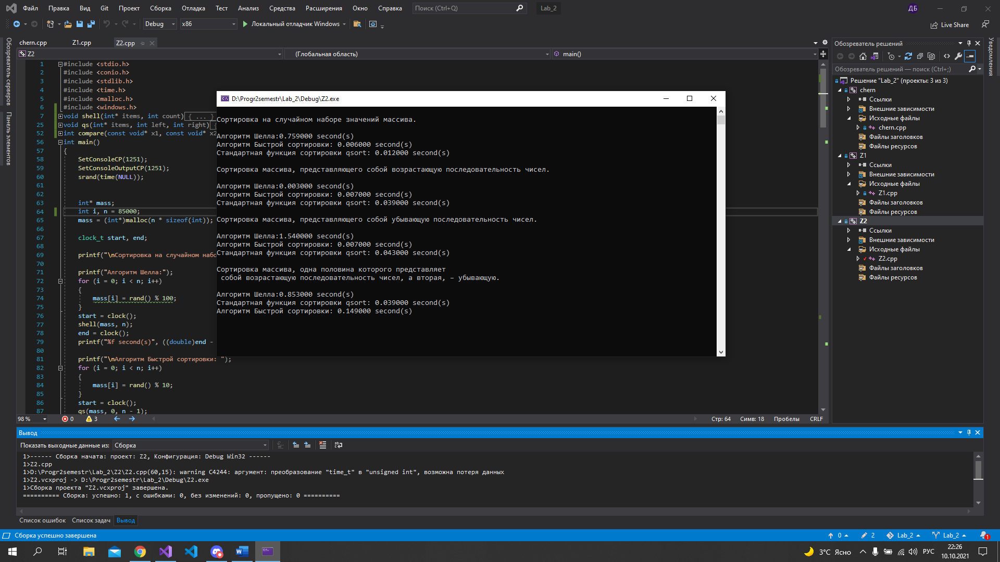 Файл Правка Вид Git Проект Сборка Отладка Тест Анализ Средства Расширения Окно Справка Поиск (Ctrl+Q) Lab_2 ДБ
Debug x86 Локальный отладчик Windows Live Share
Обозреватель серверов
Панель элементов
chern.cpp Z1.cpp Z2.cpp
Z2 (Глобальная область) main()
1 #include <stdio.h>
2 #include <conio.h>
3 #include <stdlib.h>
4 #include <time.h>
5 #include <malloc.h>
6 #include <windows.h>
7 void shell(int* items, int count){ ... }
25 void qs(int* items, int left, int right){
52 int compare(const void* x1, const void* x2
56 int main()
57 {
58 SetConsoleCP(1251);
59 SetConsoleOutputCP(1251);
60 srand(time(NULL));
61
62
63 int* mass;
64 int i, n = 85000;
65 mass = (int*)malloc(n * sizeof(int));
66
67 clock_t start, end;
68
69 printf("\nСортировка на случайном набо
70
71 printf("Алгоритм Шелла:");
72 for (i = 0; i < n; i++)
73 {
74 mass[i] = rand() % 100;
75 }
76 start = clock();
77 shell(mass, n);
78 end = clock();
79 printf("%f second(s)", ((double)end -
80
81 printf("\nАлгоритм Быстрой сортировки: ");
82 for (i = 0; i < n; i++)
83 {
84 mass[i] = rand() % 10;
85 }
86 start = clock();
87 qs(mass, 0, n - 1);
98 % 0 3 Стр: 64 Симв: 18 Пробелы CRLF
D:\Progr2semestr\Lab_2\Debug\Z2.exe
Сортировка на случайном наборе значений массива.
Алгоритм Шелла:0.759000 second(s)
Алгоритм Быстрой сортировки: 0.006000 second(s)
Стандартная функция сортировки qsort: 0.012000 second(s)
Сортировка массива, представляющего собой возрастающую последовательность чисел.
Алгоритм Шелла:0.003000 second(s)
Алгоритм Быстрой сортировки: 0.007000 second(s)
Стандартная функция сортировки qsort: 0.039000 second(s)
Сортировка массива, представляющего собой убывающую последовательность чисел.
Алгоритм Шелла:1.540000 second(s)
Алгоритм Быстрой сортировки: 0.007000 second(s)
Стандартная функция сортировки qsort: 0.043000 second(s)
Сортировка массива, одна половина которого представляет
собой возрастающую последовательность чисел, а вторая, – убывающую.
Алгоритм Шелла:0.853000 second(s)
Стандартная функция сортировки qsort: 0.039000 second(s)
Алгоритм Быстрой сортировки: 0.149000 second(s)
Обозреватель решений
Обозреватель решений — поиск (Ctrl+;)
Решение "Lab_2" (проекты: 3 из 3)
chern
Ссылки
Внешние зависимости
Исходные файлы
chern.cpp
Файлы заголовков
Файлы ресурсов
Z1
Ссылки
Внешние зависимости
Исходные файлы
Z1.cpp
Файлы заголовков
Файлы ресурсов
Z2
Ссылки
Внешние зависимости
Исходные файлы
Z2.cpp
Файлы заголовков
Файлы ресурсов
Уведомления
Вывод
Показать выходные данные из: Сборка
1>------ Сборка начата: проект: Z2, Конфигурация: Debug Win32 ------
1>Z2.cpp
1>D:\Progr2semestr\Lab_2\Z2\Z2.cpp(60,15): warning C4244: аргумент: преобразование "time_t" в "unsigned int", возможна потеря данных
1>Z2.vcxproj -> D:\Progr2semestr\Lab_2\Debug\Z2.exe
1>Сборка проекта "Z2.vcxproj" завершена.
========== Сборка: успешно: 1, с ошибками: 0, без изменений: 0, пропущено: 0 ==========
Список ошибок Список задач Вывод
Сборка успешно завершена 0 2 Lab_2 Lab_2 1
3°C Ясно РУС 22:26
10.10.2021